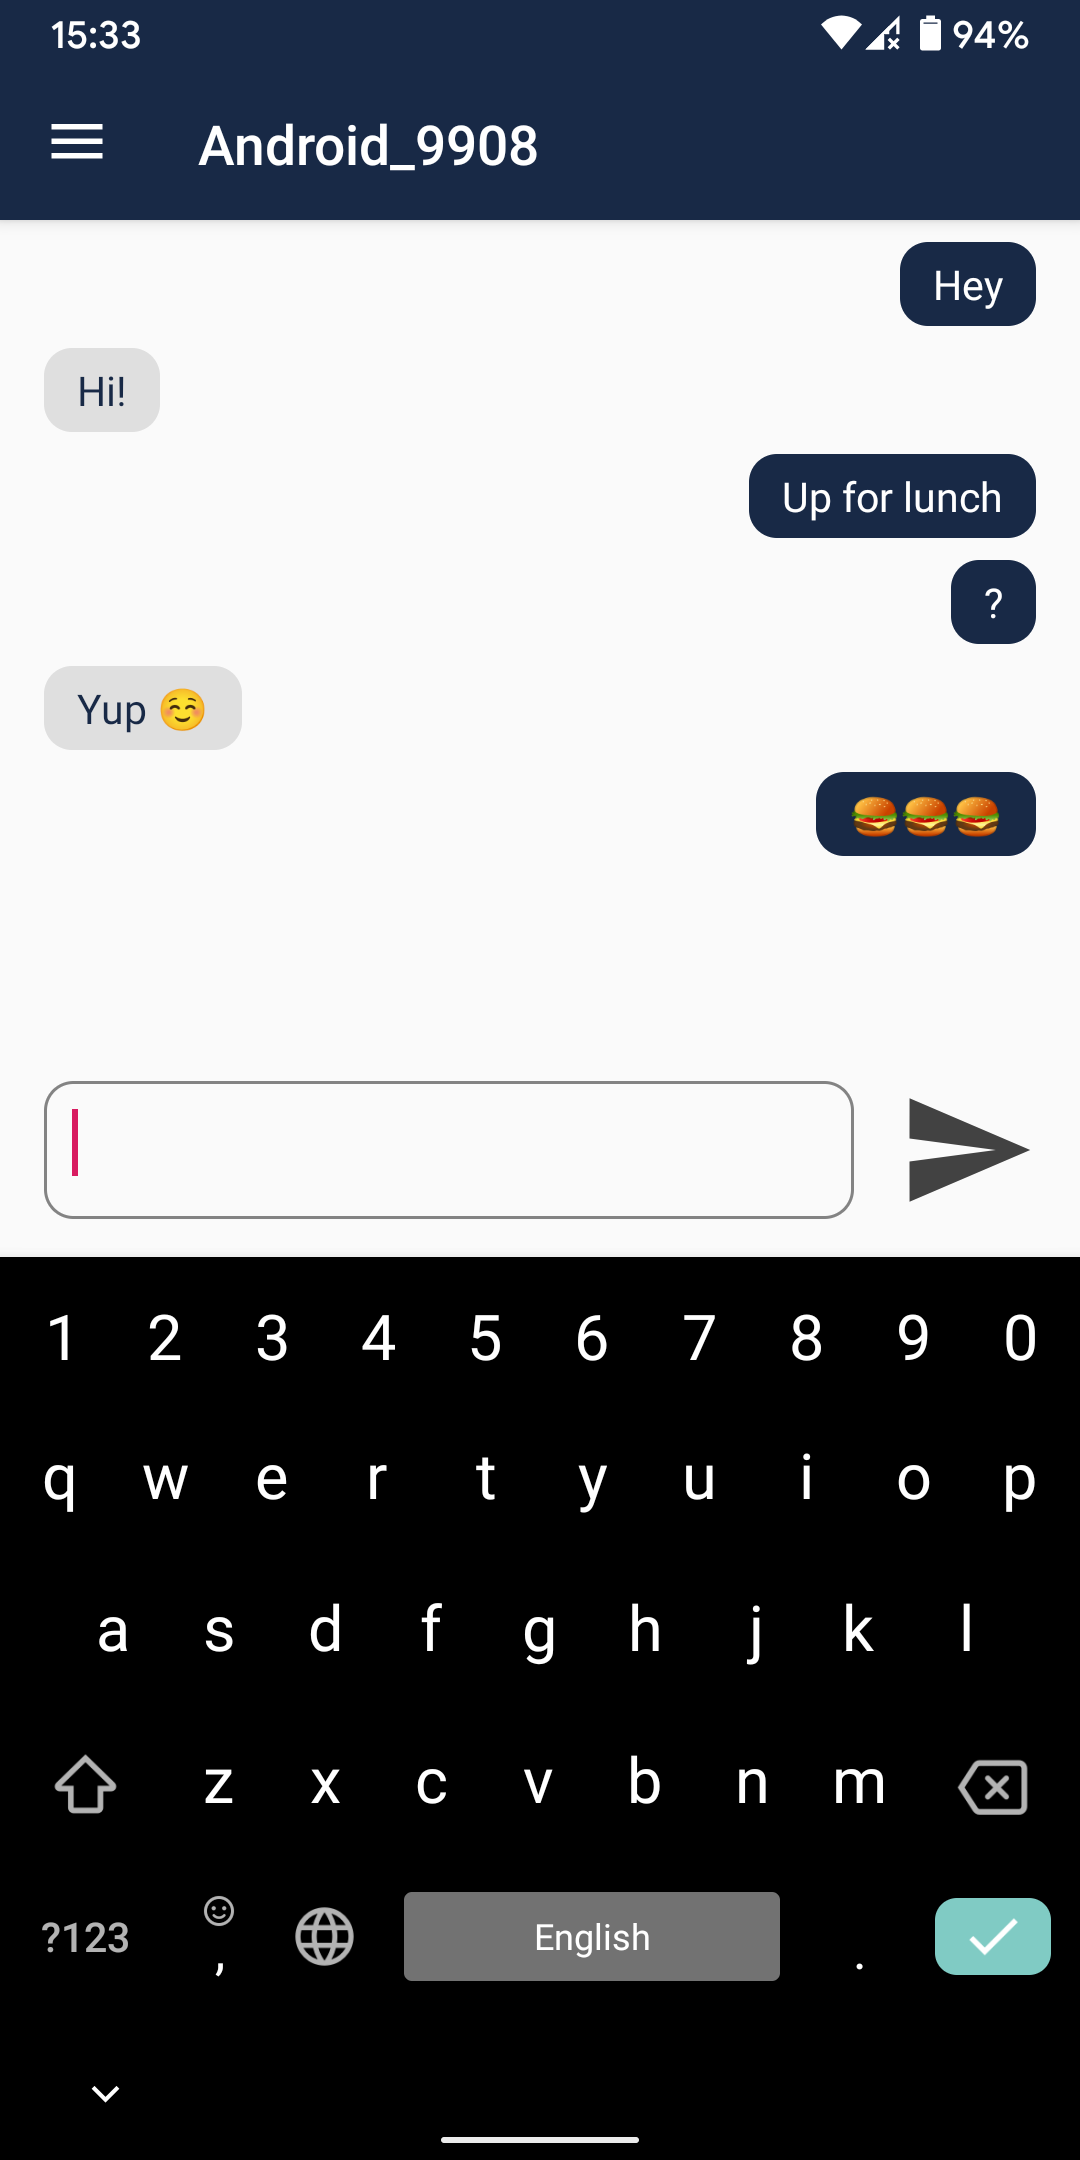 15:33 94%
Android_9908
Hey
Hi!
Up for lunch
?
Yup ☺️
🍔🍔🍔
1 2 3 4 5 6 7 8 9 0
q w e r t y u i o p
a s d f g h j k l
z x c v b n m
?123 , English .